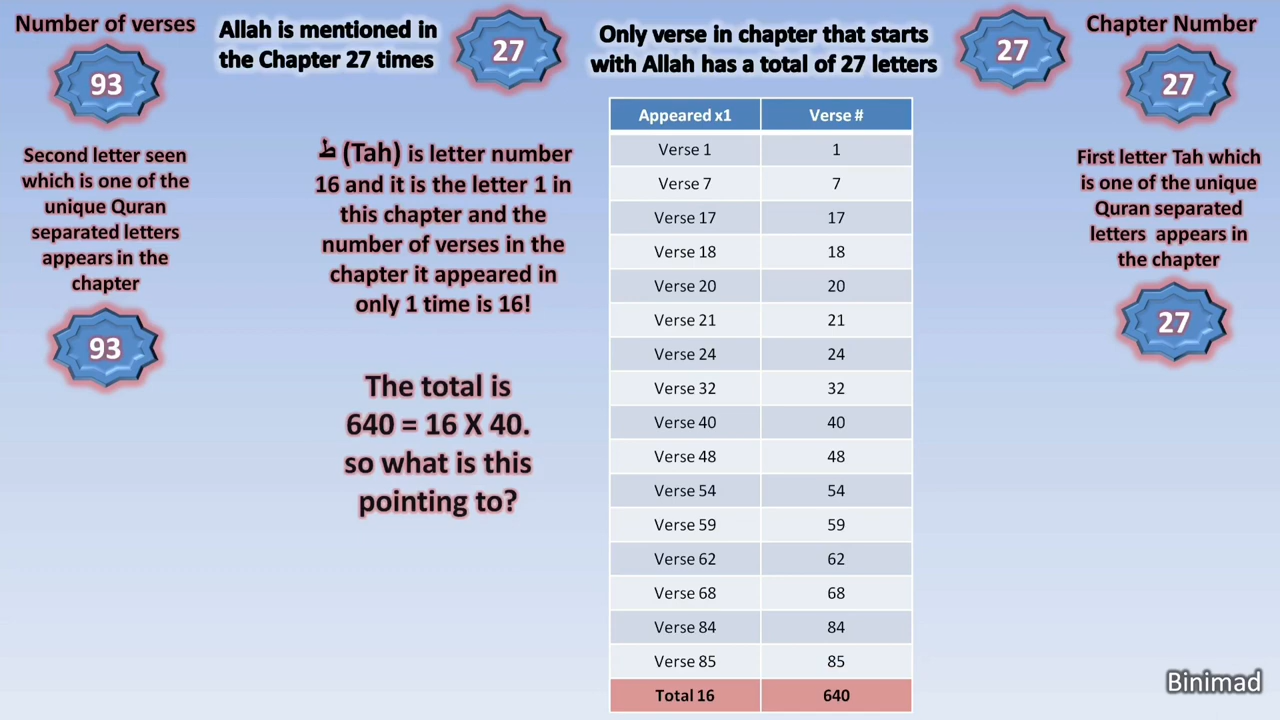 Number of verses
93
Second letter seen
which is one of the
unique Quran
separated letters
appears in the
chapter
93
Allah is mentioned in
the Chapter 27 times
27
ط (Tah) is letter number
16 and it is the letter 1 in
this chapter and the
number of verses in the
chapter it appeared in
only 1 time is 16!
The total is
640 = 16 X 40.
so what is this
pointing to?
Only verse in chapter that starts
with Allah has a total of 27 letters
27
Appeared x1 Verse #
Verse 1 1
Verse 7 7
Verse 17 17
Verse 18 18
Verse 20 20
Verse 21 21
Verse 24 24
Verse 32 32
Verse 40 40
Verse 48 48
Verse 54 54
Verse 59 59
Verse 62 62
Verse 68 68
Verse 84 84
Verse 85 85
Total 16 640
Chapter Number
27
First letter Tah which
is one of the unique
Quran separated
letters appears in
the chapter
27
Binimad